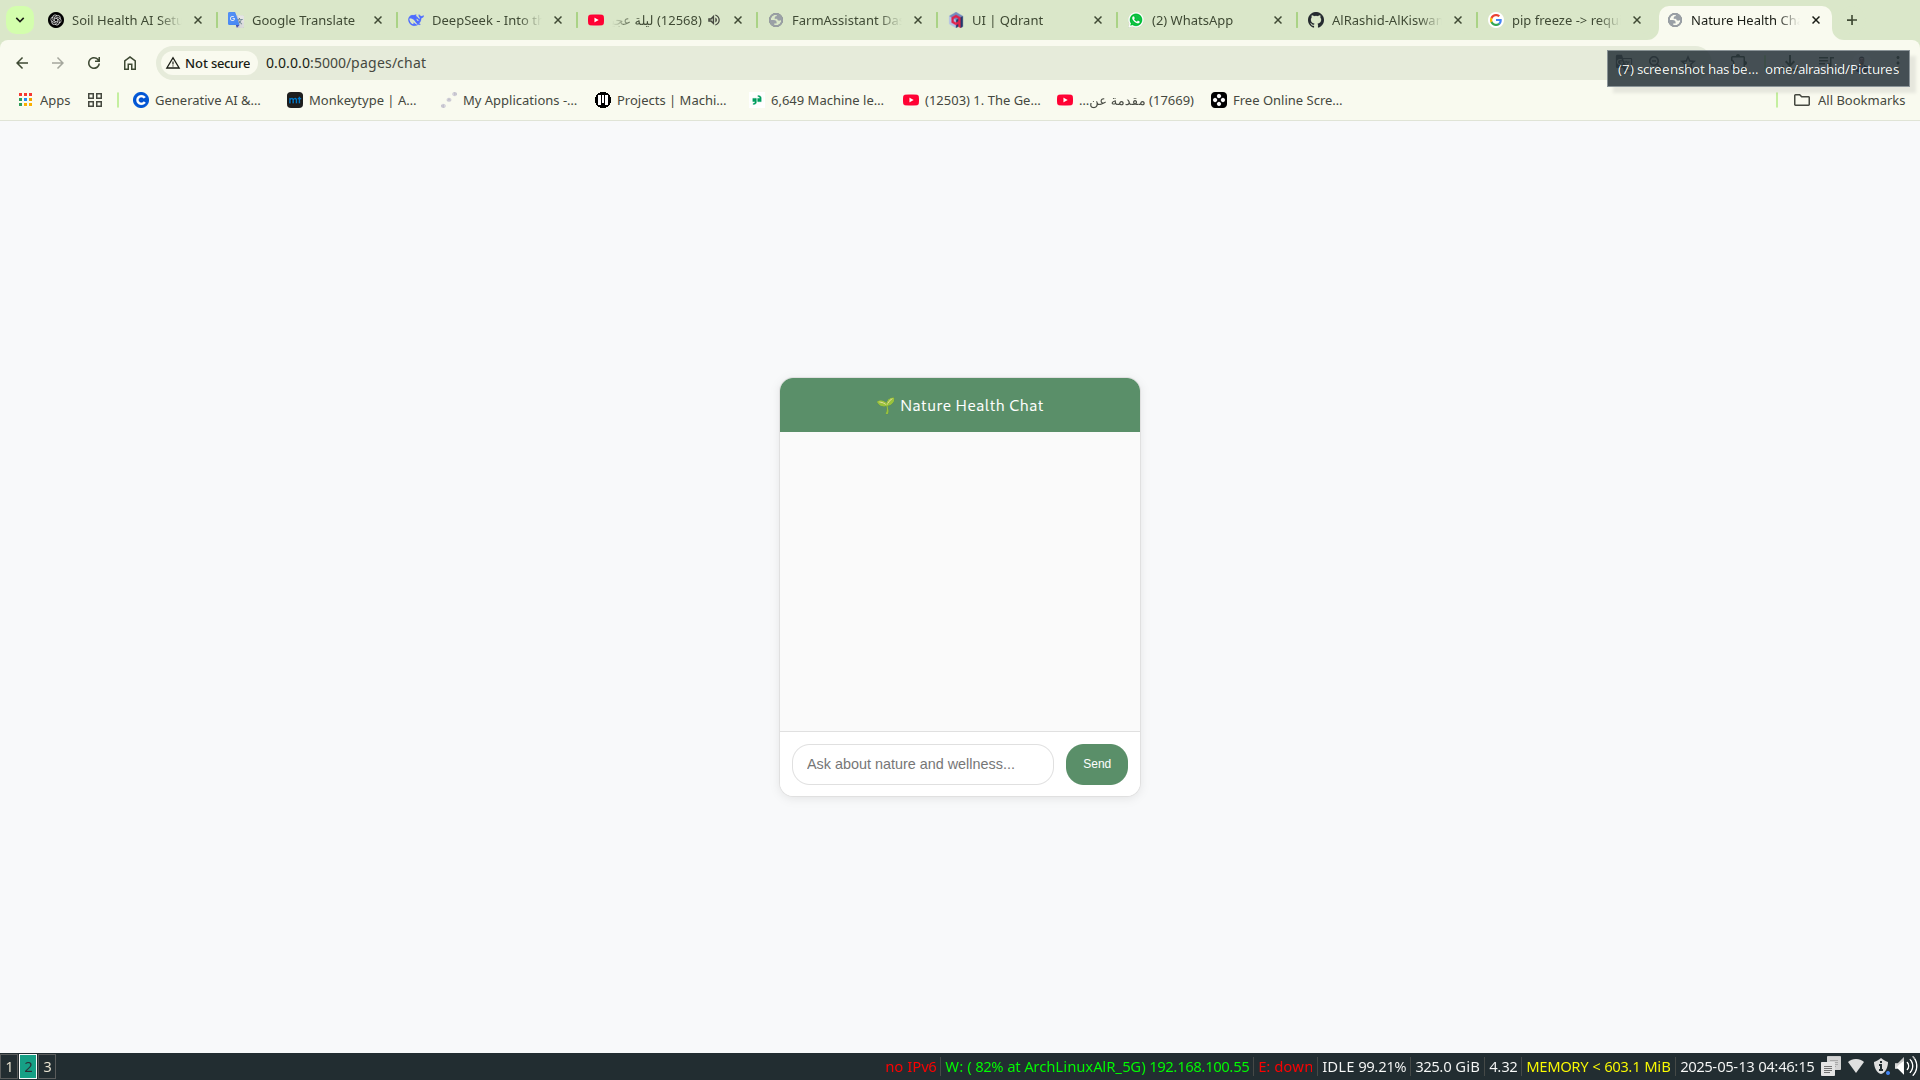 Soil Health AI Setu
Google Translate
DeepSeek - Into th
(12568) ليلة عجـ
FarmAssistant Da
UI | Qdrant
(2) WhatsApp
AlRashid-AlKiswan
pip freeze -> requ
Nature Health Ch
Not secure
0.0.0.0:5000/pages/chat
(7) screenshot has be... ome/alrashid/Pictures
Apps
Generative AI &...
mt
Monkeytype | A...
My Applications -...
Projects | Machi...
6,649 Machine le...
(12503) 1. The Ge...
(17669) مقدمة عن...
Free Online Scre...
All Bookmarks
Nature Health Chat
Ask about nature and wellness...
Send
1 2 3
no IPv6
W: ( 82% at ArchLinuxAlR_5G) 192.168.100.55
E: down
IDLE 99.21%
325.0 GiB
4.32
MEMORY < 603.1 MiB
2025-05-13 04:46:15